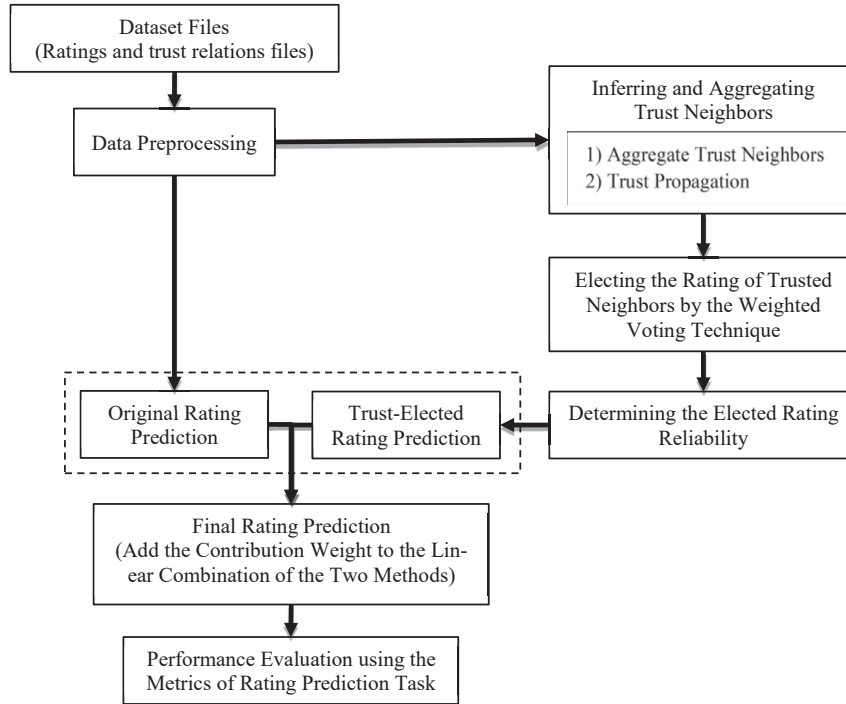 Dataset Files
(Ratings and trust relations files)
Data Preprocessing
Inferring and Aggregating
Trust Neighbors
1) Aggregate Trust Neighbors
2) Trust Propagation
Electing the Rating of Trusted
Neighbors by the Weighted
Voting Technique
Determining the Elected Rating
Reliability
Trust-Elected
Rating Prediction
Original Rating
Prediction
Final Rating Prediction
(Add the Contribution Weight to the Lin-
ear Combination of the Two Methods)
Performance Evaluation using the
Metrics of Rating Prediction Task